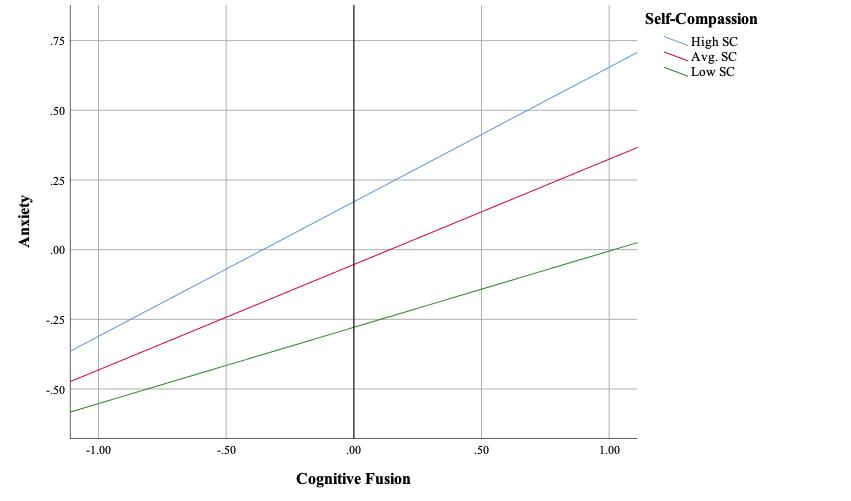 Self-Compassion
High SC
Avg. SC
Low SC
.75
.50
.25
.00
-.25
-.50
Anxiety
-1.00
-.50
.00
.50
1.00
Cognitive Fusion